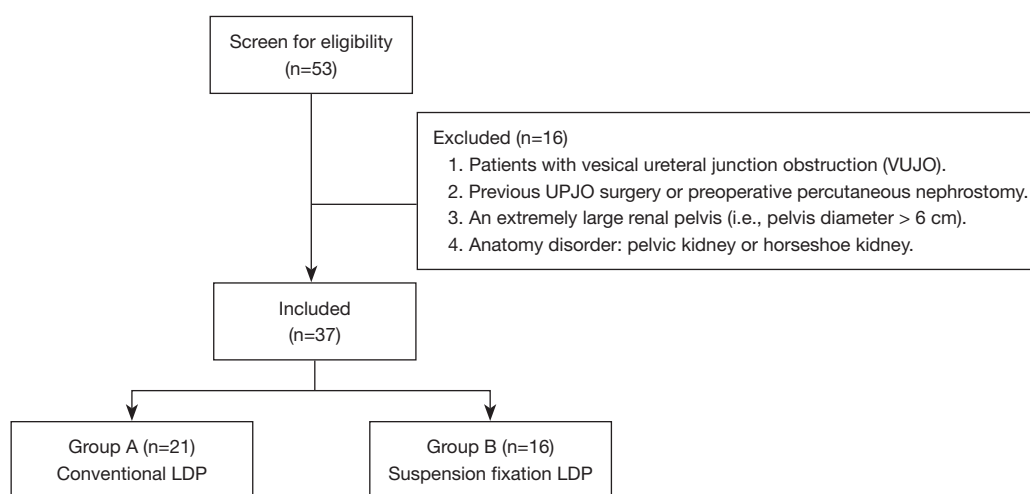 Screen for eligibility
(n=53)
Excluded (n=16)
1. Patients with vesical ureteral junction obstruction (VUJO).
2. Previous UPJO surgery or preoperative percutaneous nephrostomy.
3. An extremely large renal pelvis (i.e., pelvis diameter > 6 cm).
4. Anatomy disorder: pelvic kidney or horseshoe kidney.
Included
(n=37)
Group A (n=21)
Conventional LDP
Group B (n=16)
Suspension fixation LDP